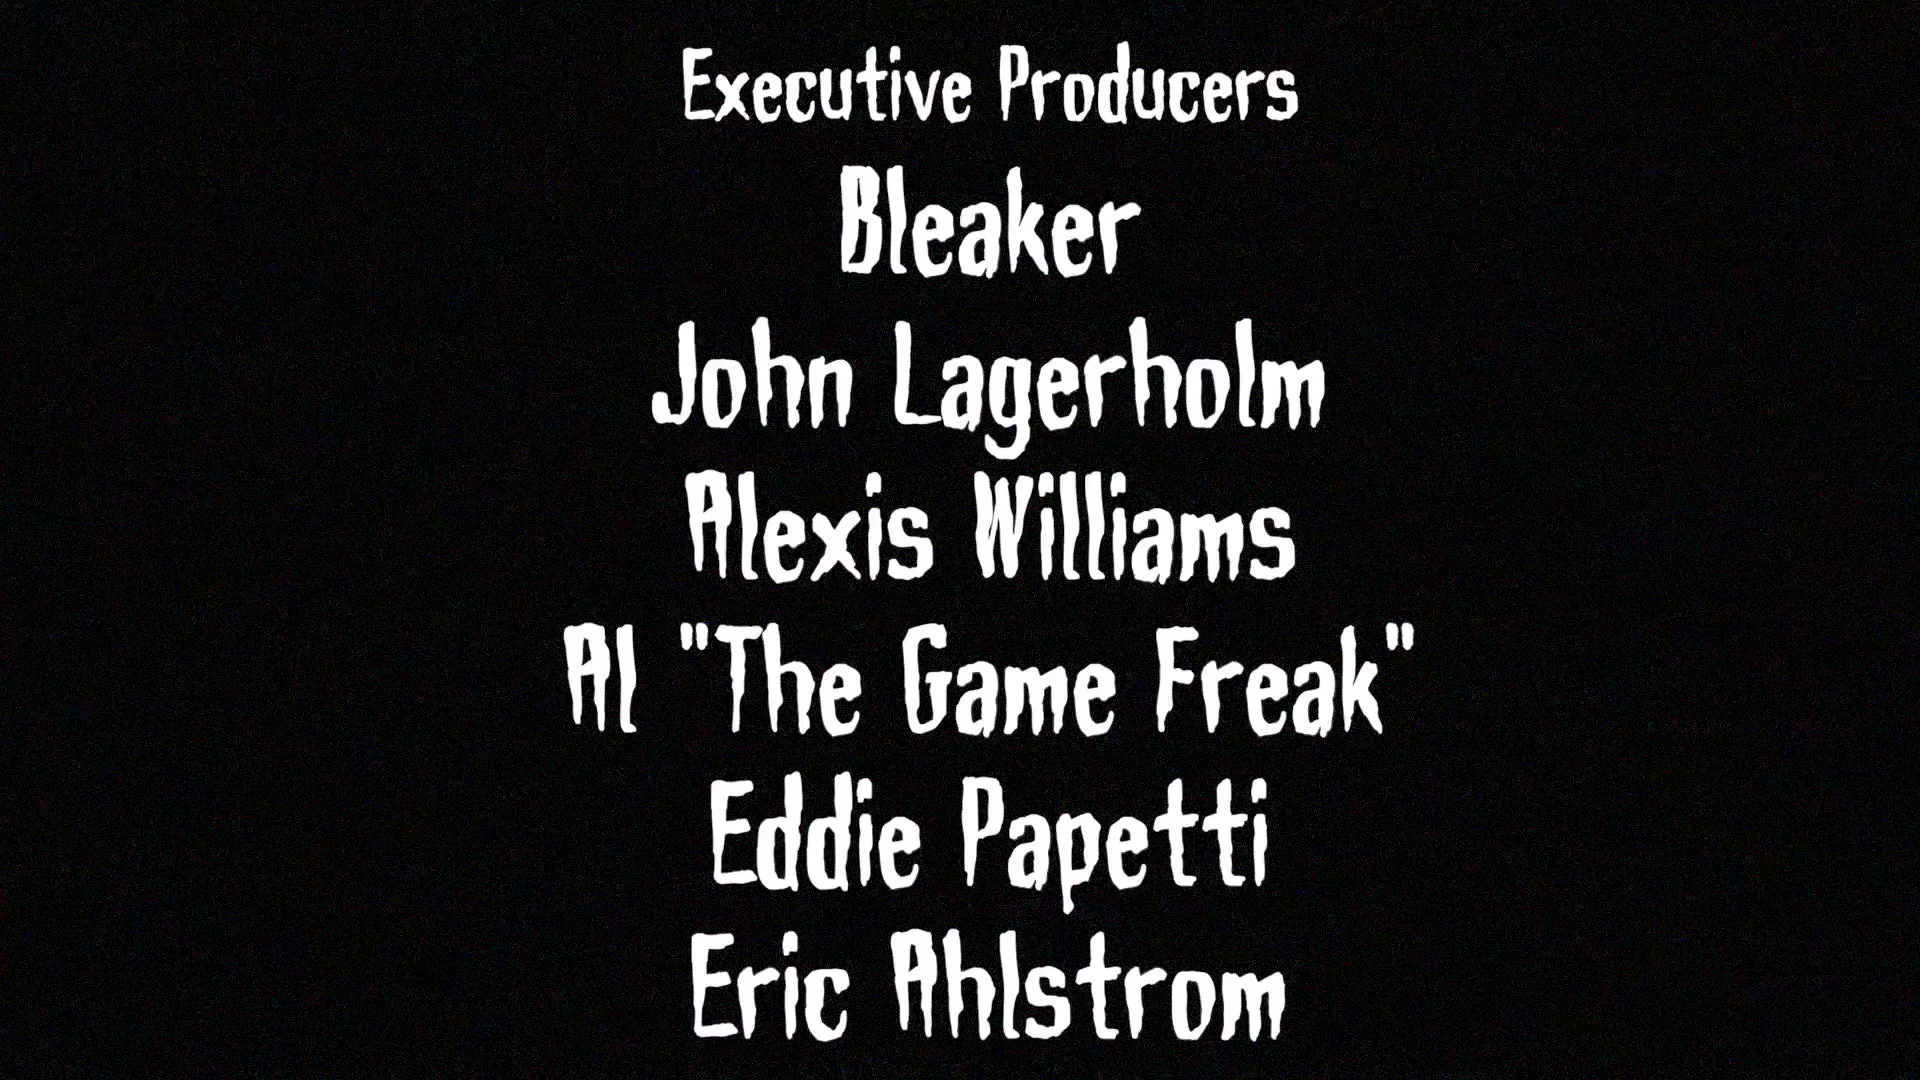 Executive Producers
Bleaker
John Lagerholm
Alexis Williams
Al "The Game Freak"
Eddie Papetti
Eric Ahlstrom